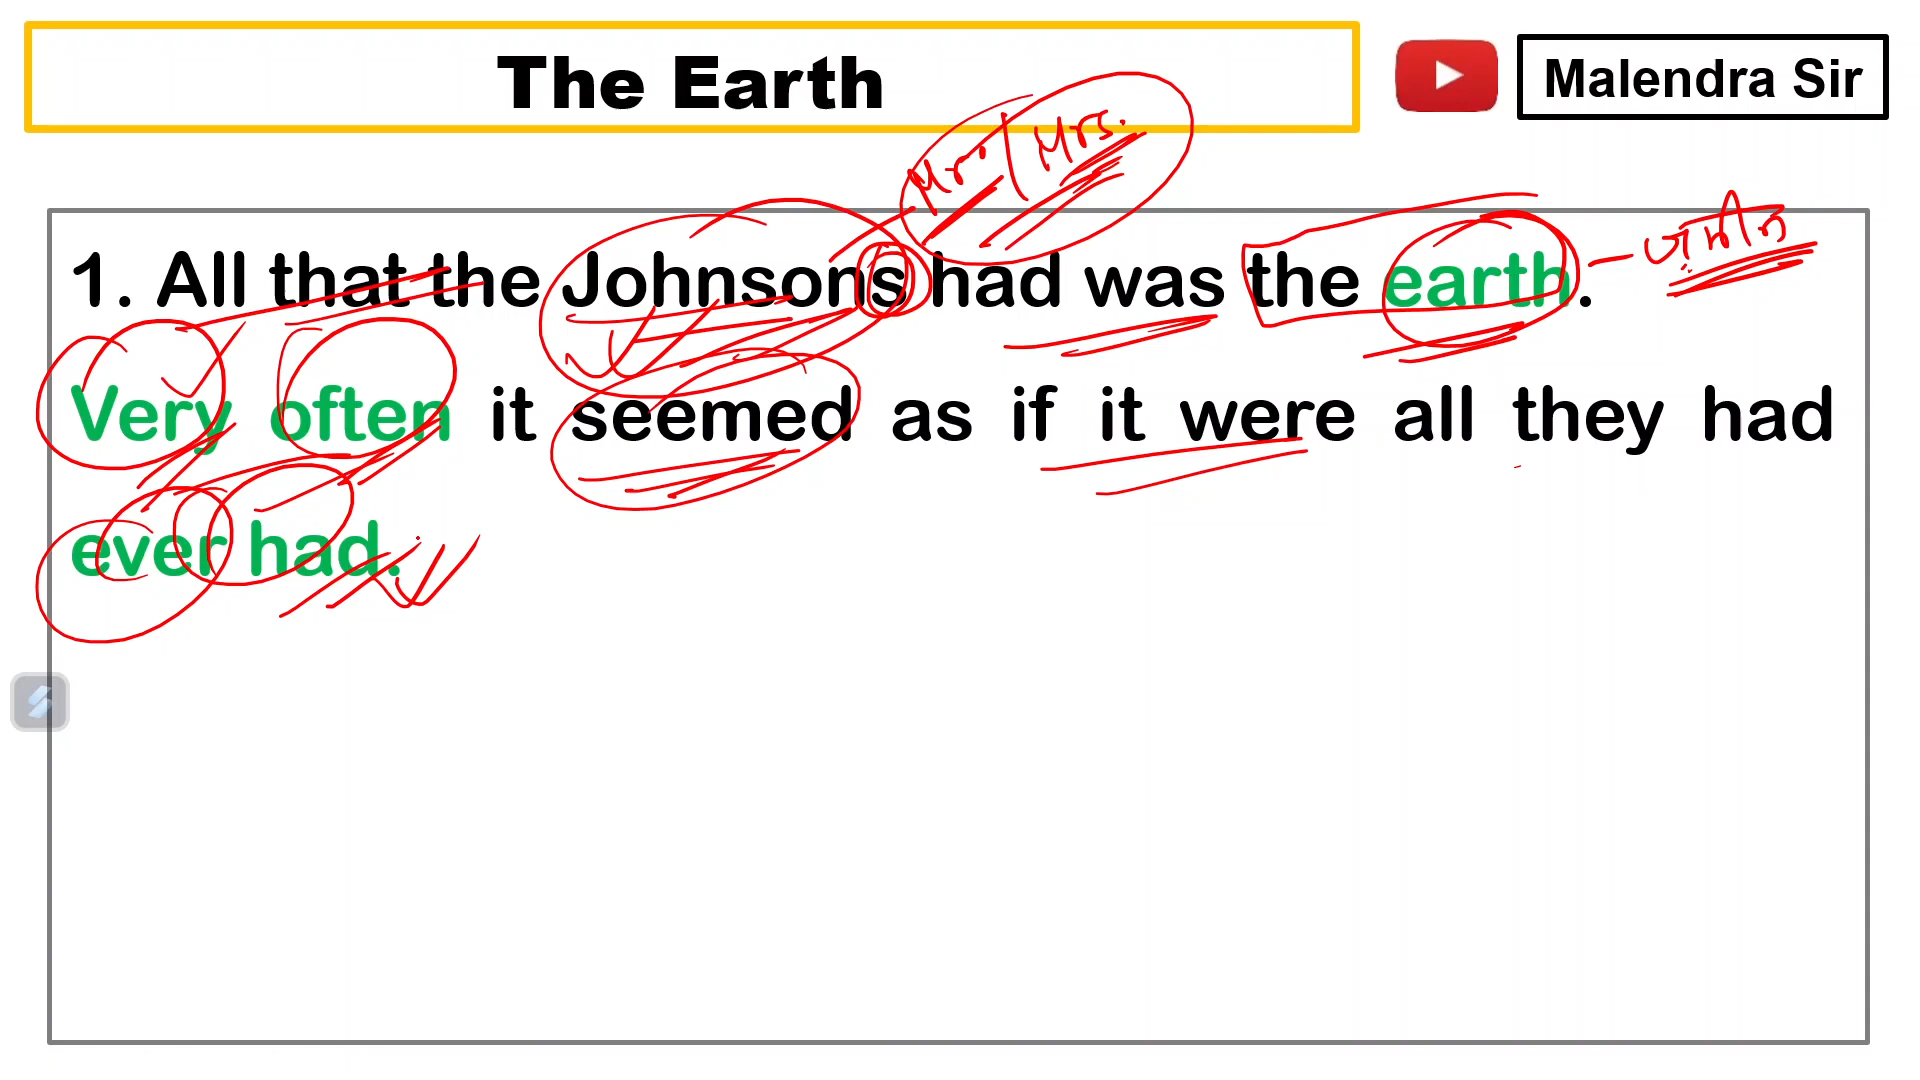 The Earth
Malendra Sir
Mr./Mrs.
1. All that the Johnsons had was the earth.
Very often it seemed as if it were all they had
ever had.